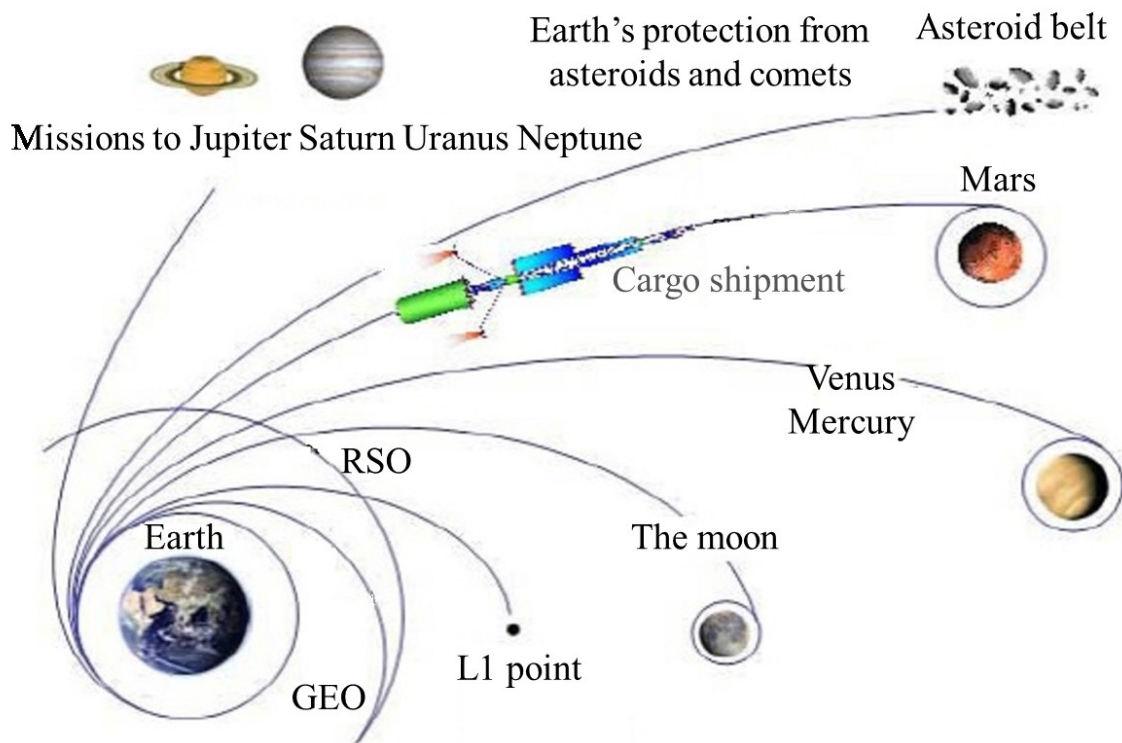 Earth’s protection from
asteroids and comets
Asteroid belt
Missions to Jupiter Saturn Uranus Neptune
Mars
Cargo shipment
Venus
Mercury
RSO
Earth
The moon
L1 point
GEO